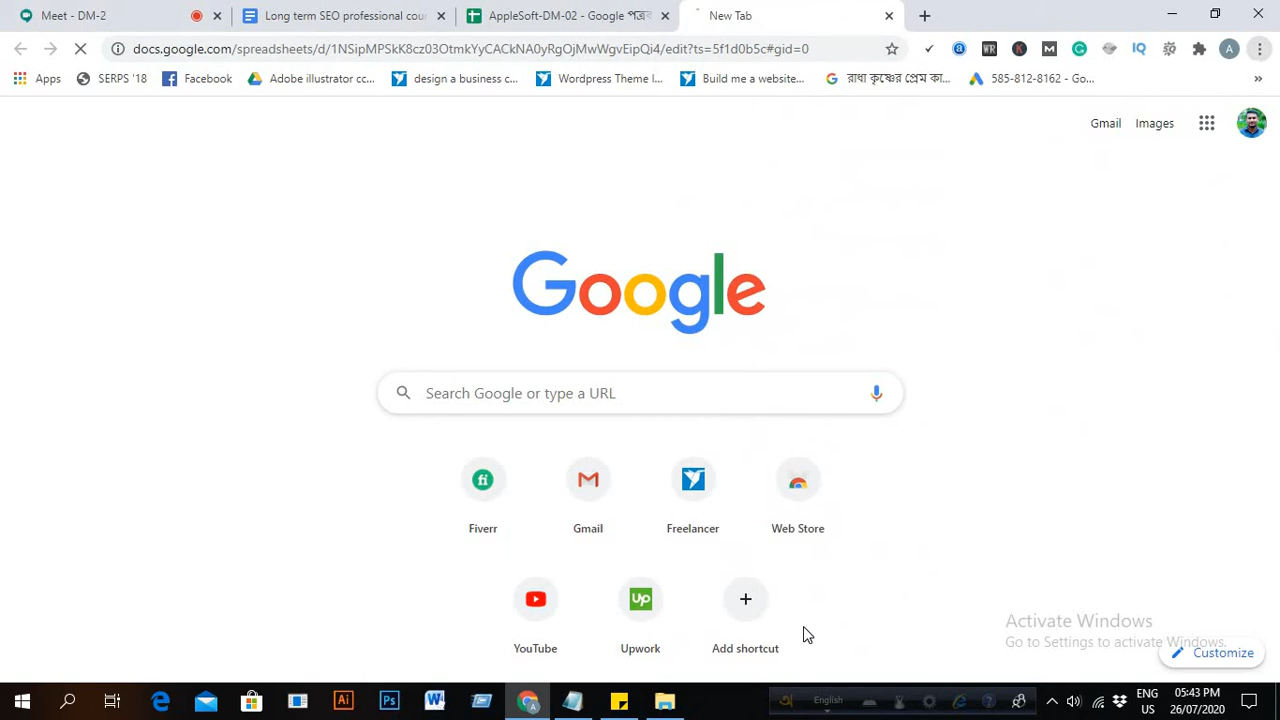 Meet - DM-2
Long term SEO professional cou
AppleSoft-DM-02 - Google পত্রব
New Tab
docs.google.com/spreadsheets/d/1NSipMPSkK8cz03OtmkYyCACkNA0yRgOjMwWgvEipQi4/edit?ts=5f1d0b5c#gid=0
Apps
SERPS '18
Facebook
Adobe illustrator cc...
design a business c...
Wordpress Theme I...
Build me a website...
রাধা কৃষ্ণের প্রেম কা...
585-812-8162 - Go...
Gmail
Images
Google
Search Google or type a URL
Fiverr
Gmail
Freelancer
Web Store
YouTube
Upwork
Add shortcut
Activate Windows
Go to Settings to activate Windows.
Customize
English
ENG
US
05:43 PM
26/07/2020